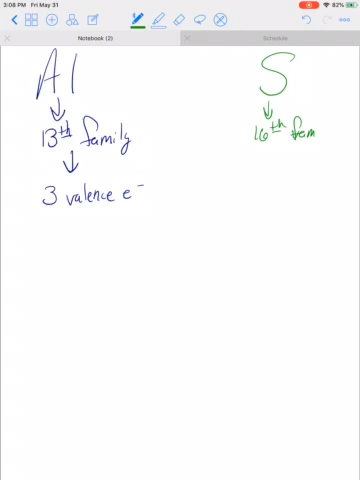 3:08 PM Fri May 31
82%
Notebook (2)
Schedule
Al
S
13th family
16th fam
3 valence e-